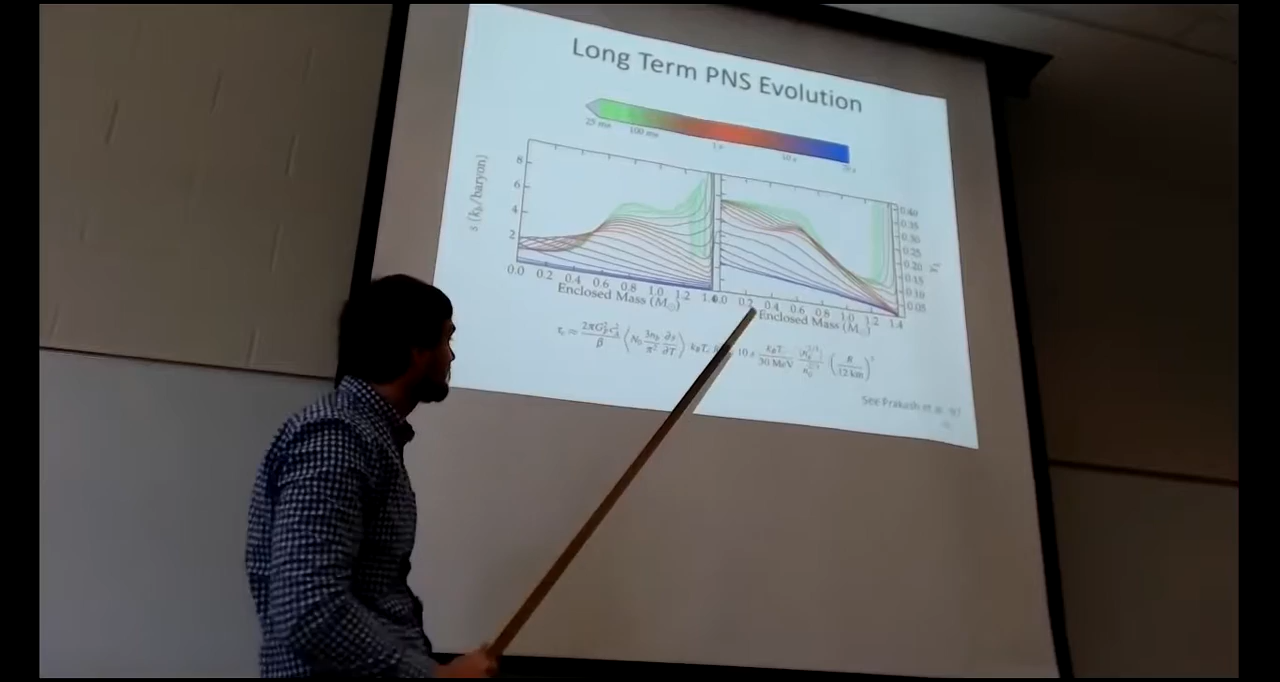 Long Term PNS Evolution
25 ms 100 ms 1 s 10 s
s (k_b/baryon)
8
6
4
2
0.0 0.2 0.4 0.6 0.8 1.0 1.2 1.4
Enclosed Mass (M☉)
0.40
0.35
0.30
0.25
0.20
0.15
0.10
0.05
0.0 0.2 0.4 0.6 0.8 1.0 1.2 1.4
Enclosed Mass (M☉)
k_BT 10 s k_BT / 30 MeV (R / 12 km)
See Prakash et al. 97